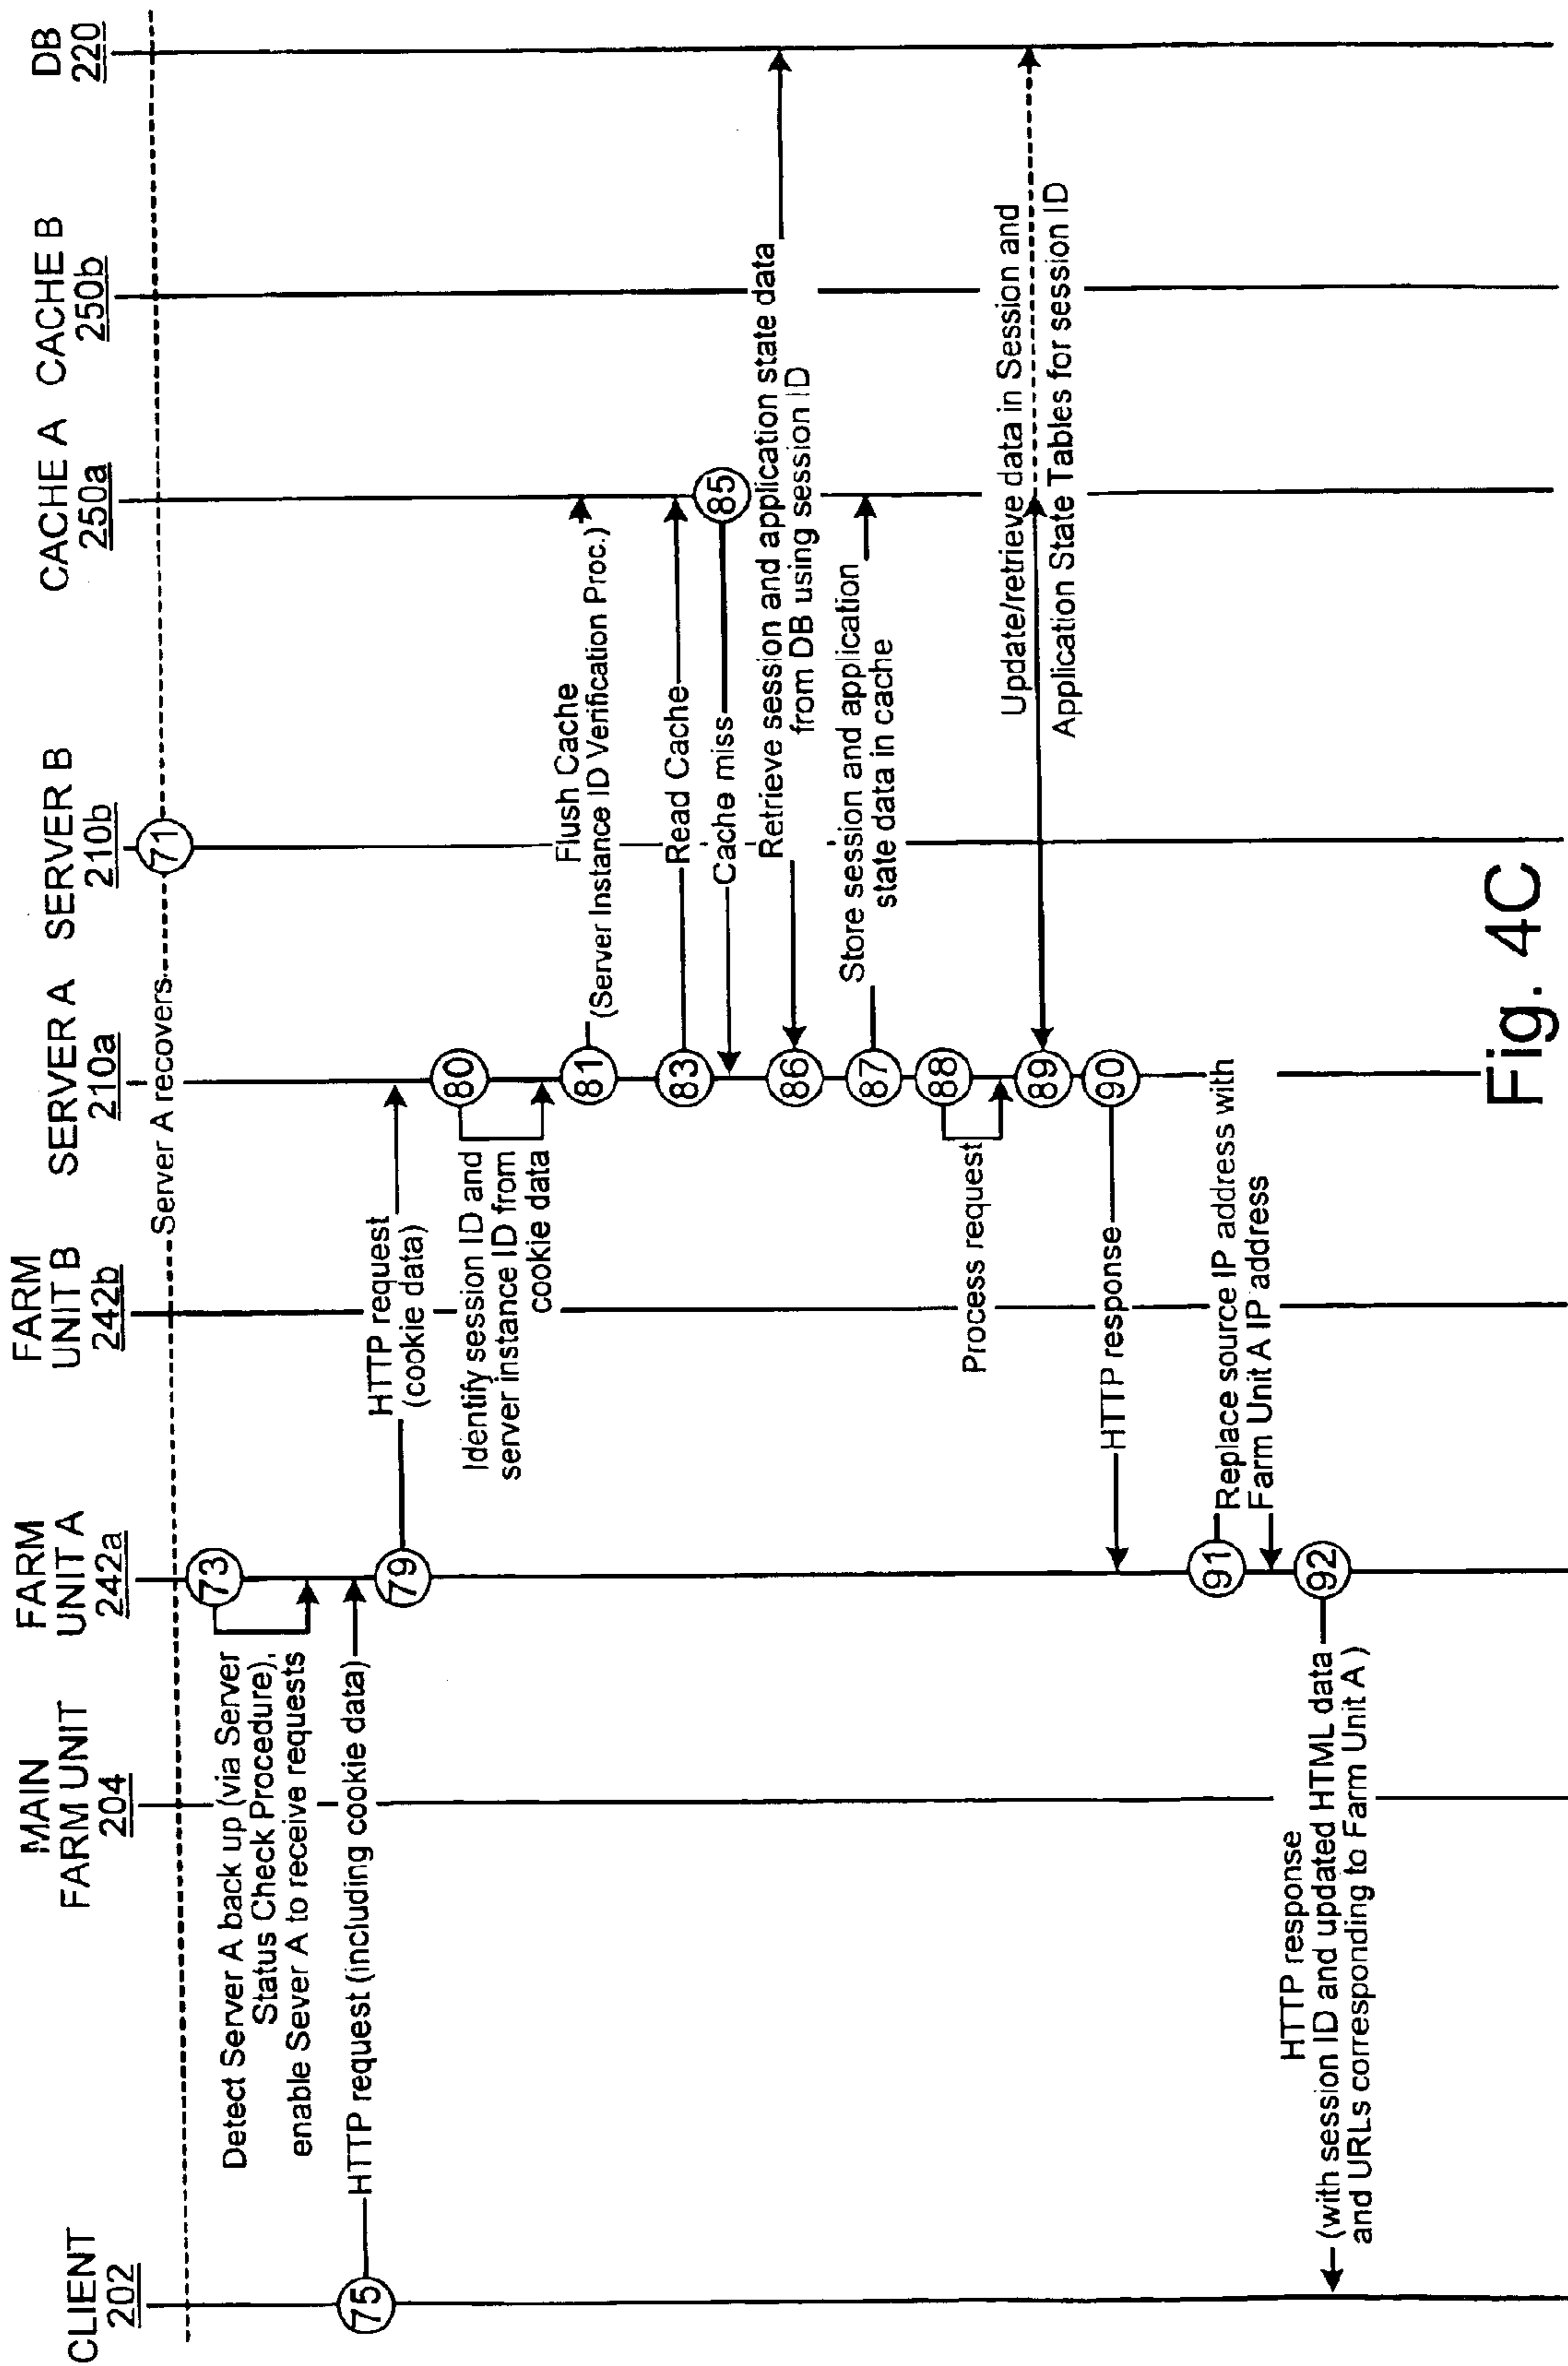 CLIENT
202
MAIN
FARM UNIT
204
FARM
UNIT A
242a
FARM
UNIT B
242b
SERVER A
210a
SERVER B
210b
CACHE A
250a
CACHE B
250b
DB
220
Server A recovers
71
73
Detect Server A back up (via Server
Status Check Procedure),
enable Sever A to receive requests
75
HTTP request (including cookie data)
79
HTTP request
(cookie data)
80
Identify session ID and
server instance ID from
cookie data
81
Flush Cache
(Server Instance ID Verification Proc.)
83
Read Cache
85
Cache miss
86
Retrieve session and application state data
from DB using session ID
87
Store session and application
state data in cache
88
Process request
89
Update/retrieve data in Session and
Application State Tables for session ID
90
HTTP response
91
Replace source IP address with
Farm Unit A IP address
92
HTTP response
(with session ID and updated HTML data
and URLs corresponding to Farm Unit A )
Fig. 4C